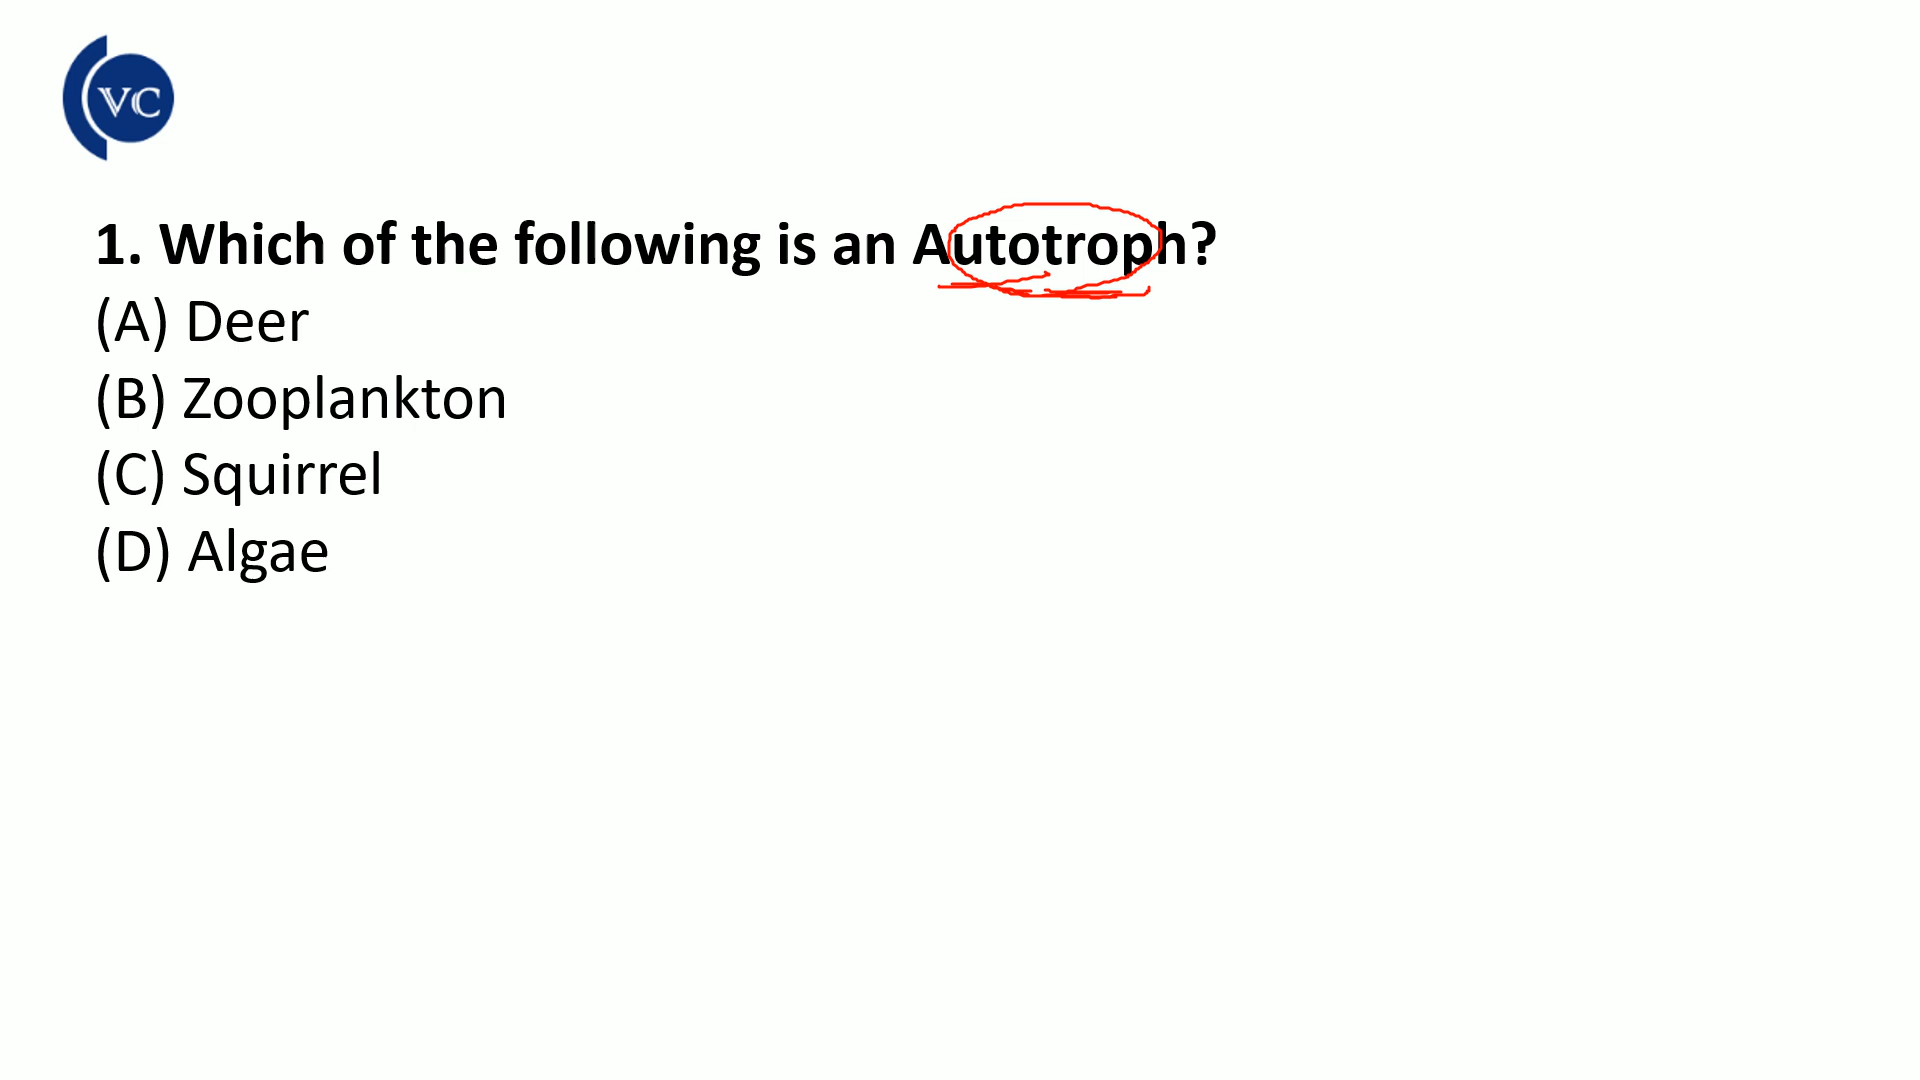 VC
1. Which of the following is an Autotroph?
(A) Deer
(B) Zooplankton
(C) Squirrel
(D) Algae